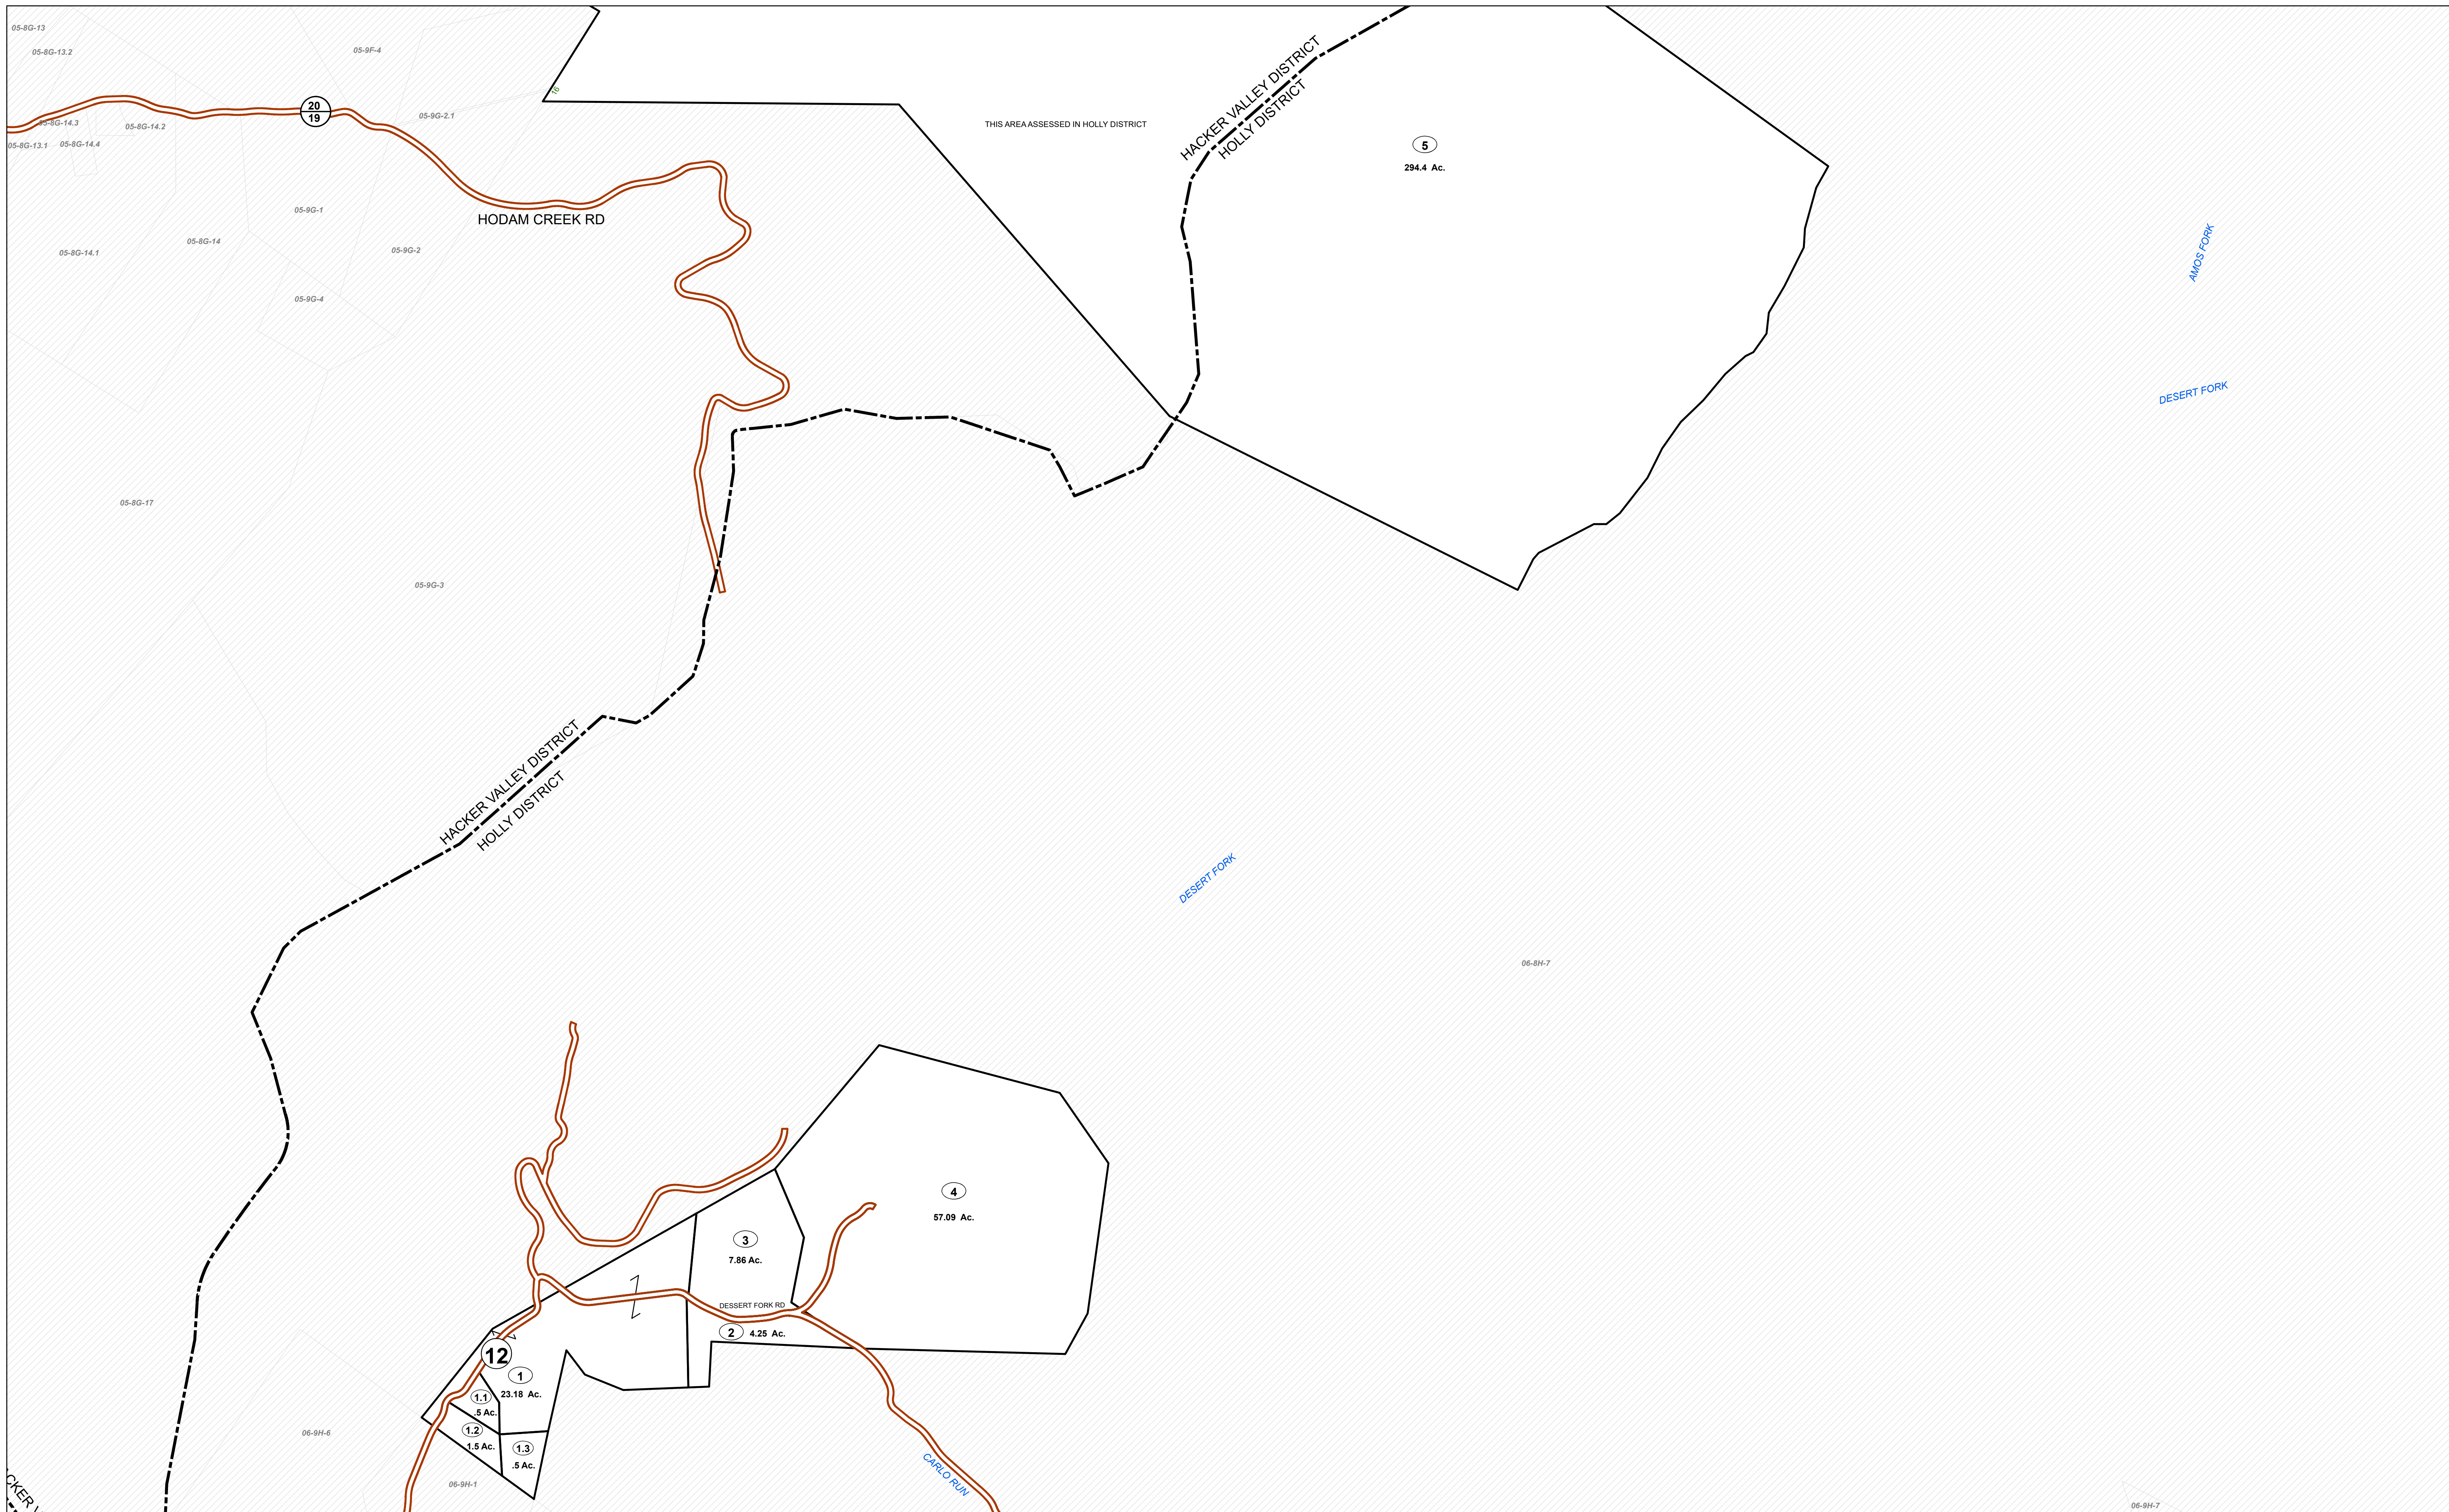 05-8G-13
05-8G-13.2
05-9F-4
16
20
19
05-9G-2.1
05-8G-14.3
05-8G-14.2
05-8G-13.1
05-8G-14.4
THIS AREA ASSESSED IN HOLLY DISTRICT
HACKER VALLEY DISTRICT
HOLLY DISTRICT
5
294.4 Ac.
05-9G-1
HODAM CREEK RD
05-8G-14
05-8G-14.1
05-9G-2
AMOS FORK
05-9G-4
DESERT FORK
05-8G-17
05-9G-3
HACKER VALLEY DISTRICT
HOLLY DISTRICT
DESERT FORK
06-8H-7
4
57.09 Ac.
3
7.86 Ac.
DESSERT FORK RD
2
4.25 Ac.
12
1
23.18 Ac.
1.1
.5 Ac.
1.2
1.5 Ac.
1.3
.5 Ac.
06-9H-6
06-9H-1
CARLO RUN
06-9H-7